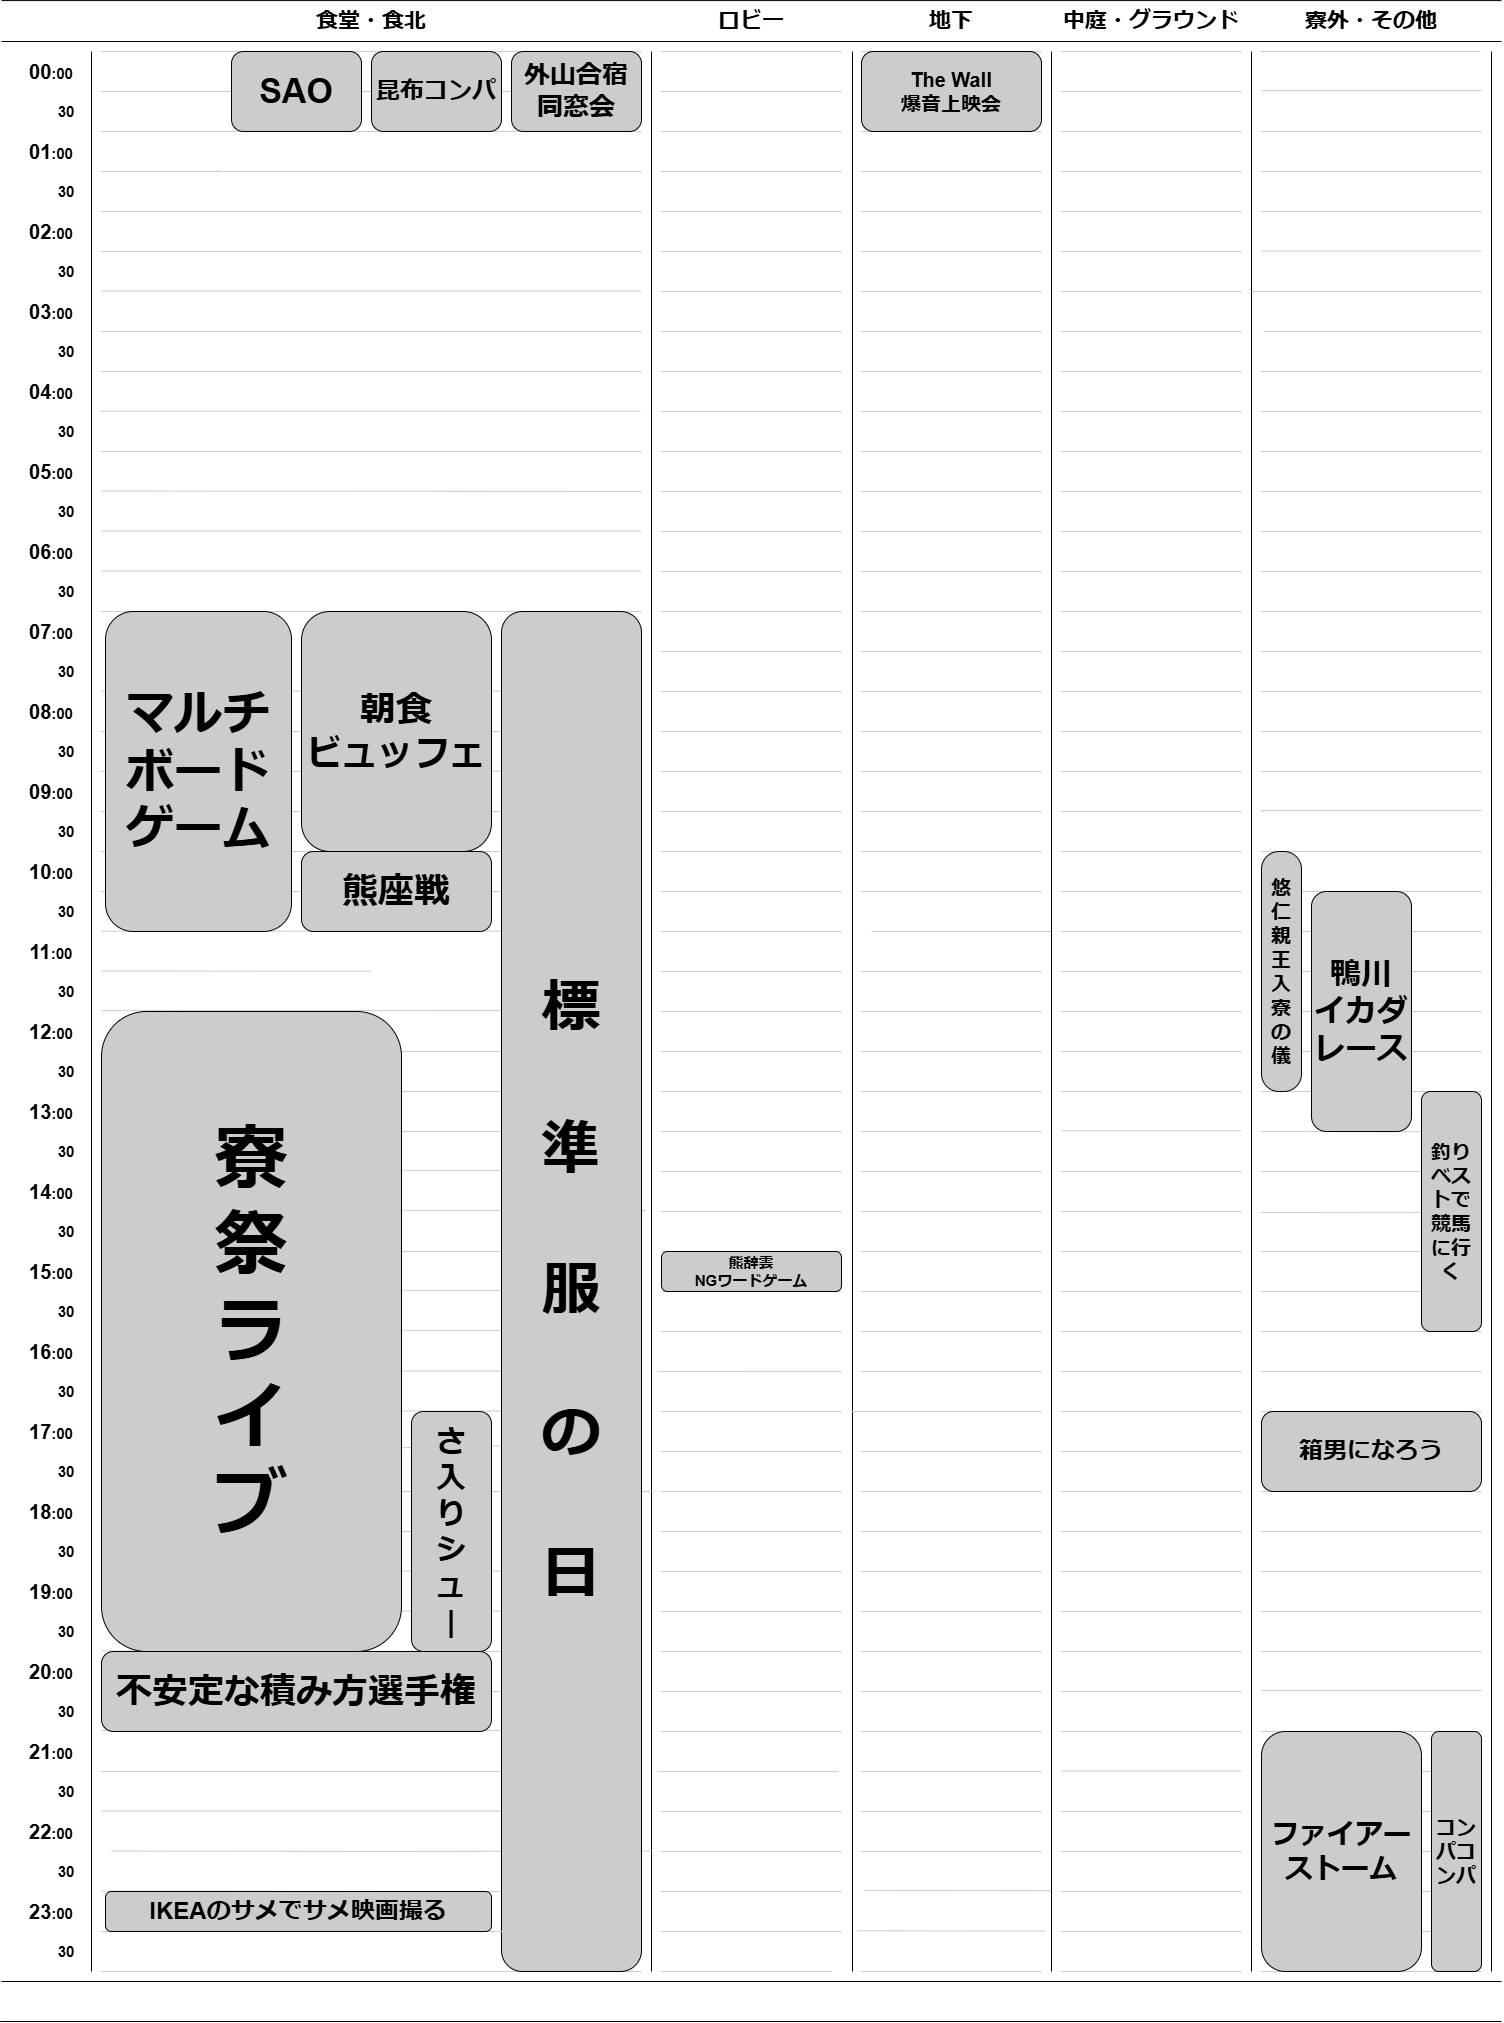 食堂・食北
ロビー
地下
中庭・グラウンド
寮外・その他
00:00
30
01:00
30
02:00
30
03:00
30
04:00
30
05:00
30
06:00
30
07:00
30
08:00
30
09:00
30
10:00
30
11:00
30
12:00
30
13:00
30
14:00
30
15:00
30
16:00
30
17:00
30
18:00
30
19:00
30
20:00
30
21:00
30
22:00
30
23:00
30
SAO
昆布コンパ
外山合宿
同窓会
マルチ
ボード
ゲーム
朝食
ビュッフェ
熊座戦
標準服の日
寮祭ライブ
さ入りシュー
不安定な積み方選手権
IKEAのサメでサメ映画撮る
熊辞雲
NGワードゲーム
The Wall
爆音上映会
悠仁親王入寮の儀
鴨川
イカダ
レース
釣り
ベス
トで
競馬
に行
く
箱男になろう
ファイアー
ストーム
コン
パコ
ンパ